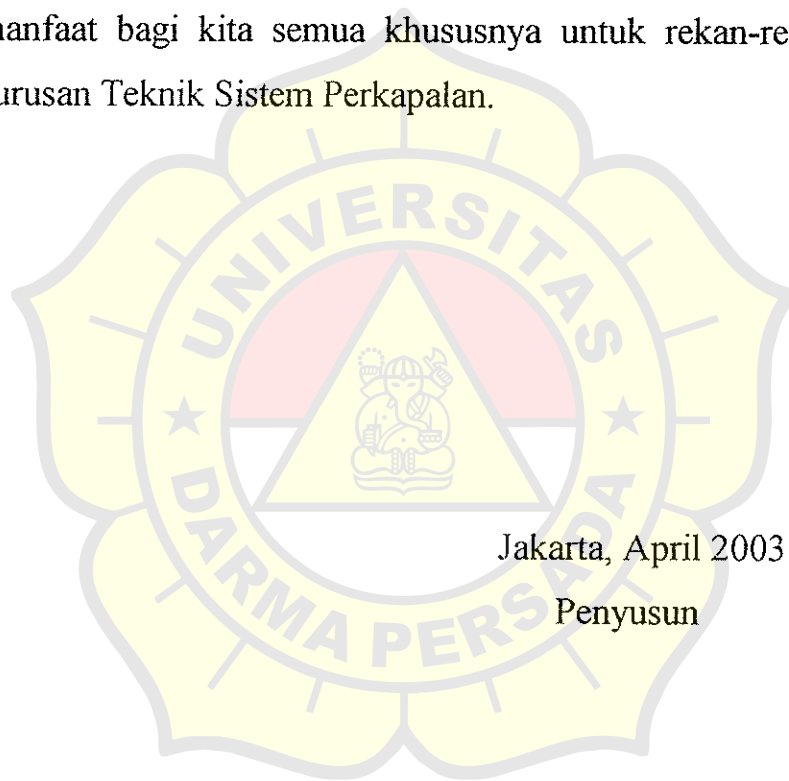 manfaat bagi kita semua khususnya untuk rekan-re
urusan Teknik Sistem Perkapalan.
UNIVERSITAS
DARMA PERSADA
Jakarta, April 2003
Penyusun